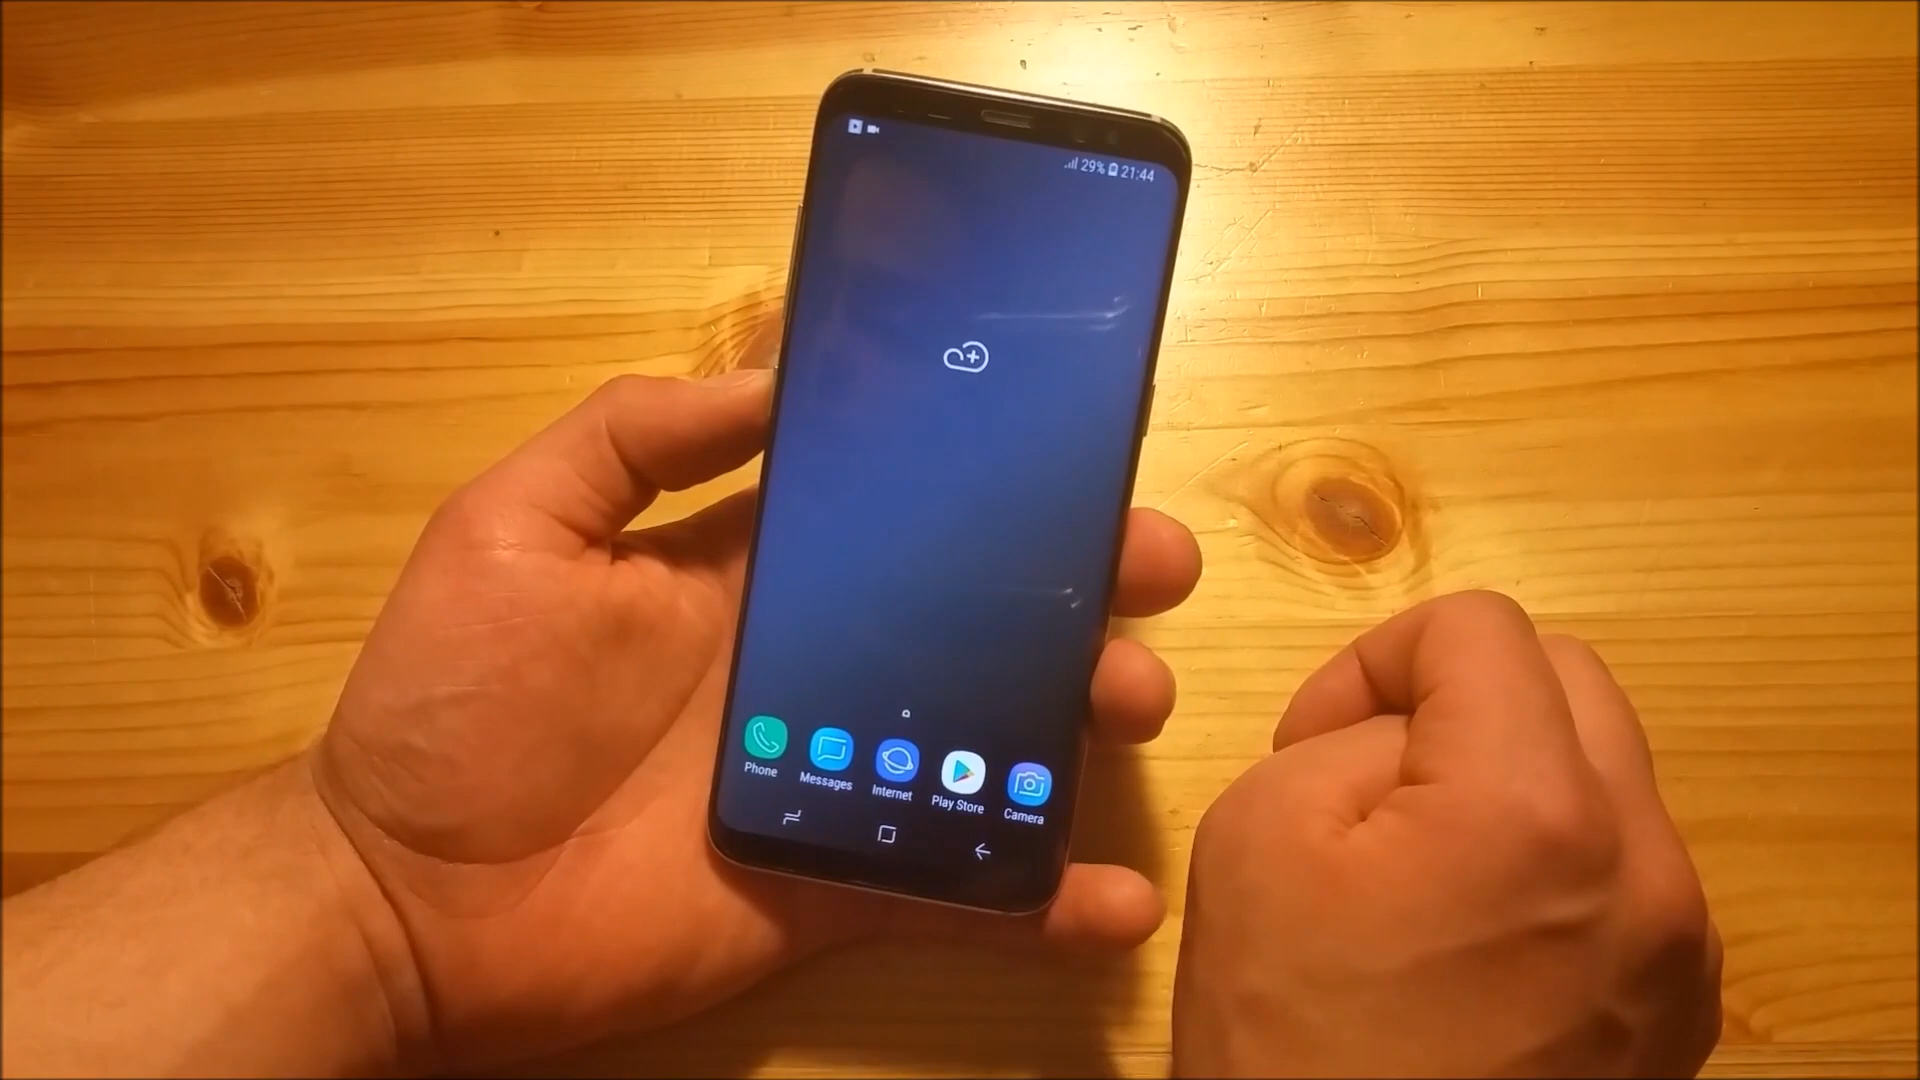 29% 21:44
Phone
Messages
Internet
Play Store
Camera